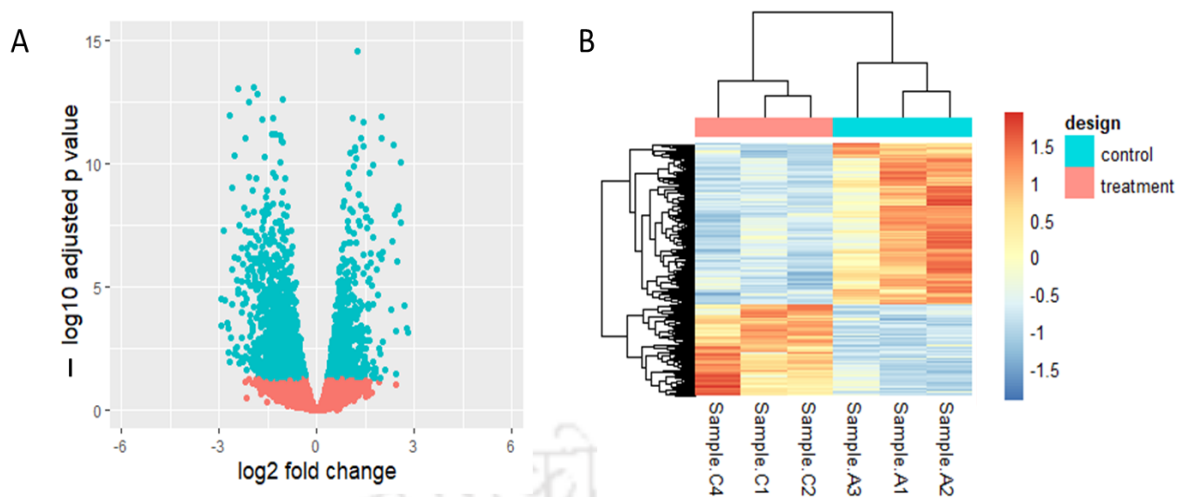 A
B
15
10
5
0
— log10 adjusted p value
-6
-3
0
3
6
log2 fold change
design
control
treatment
1.5
1
0.5
0
-0.5
-1
-1.5
Sample.C4
Sample.C1
Sample.C2
Sample.A3
Sample.A1
Sample.A2